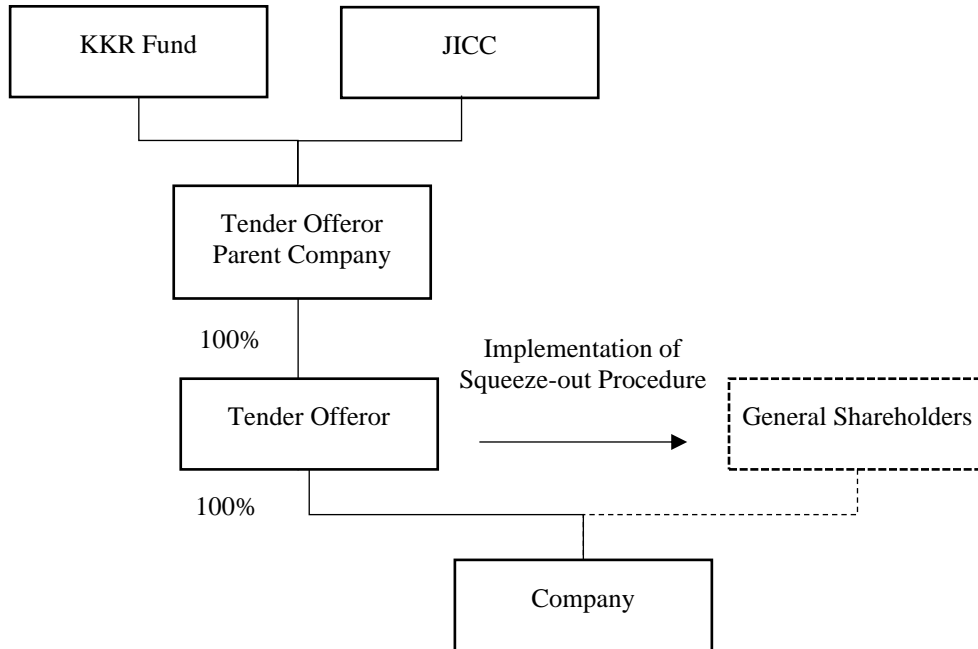 KKR Fund
JICC
Tender Offeror
Parent Company
100%
Implementation of
Squeeze-out Procedure
Tender Offeror
General Shareholders
100%
Company